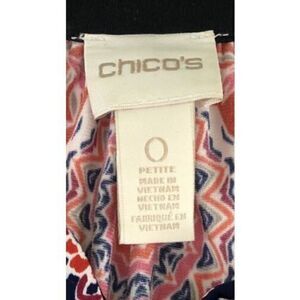 chico's
0
PETITE
MADE IN
VIETNAM
HECHO EN
VIETNAM
FABRIQUÉ EN
VIETNAM